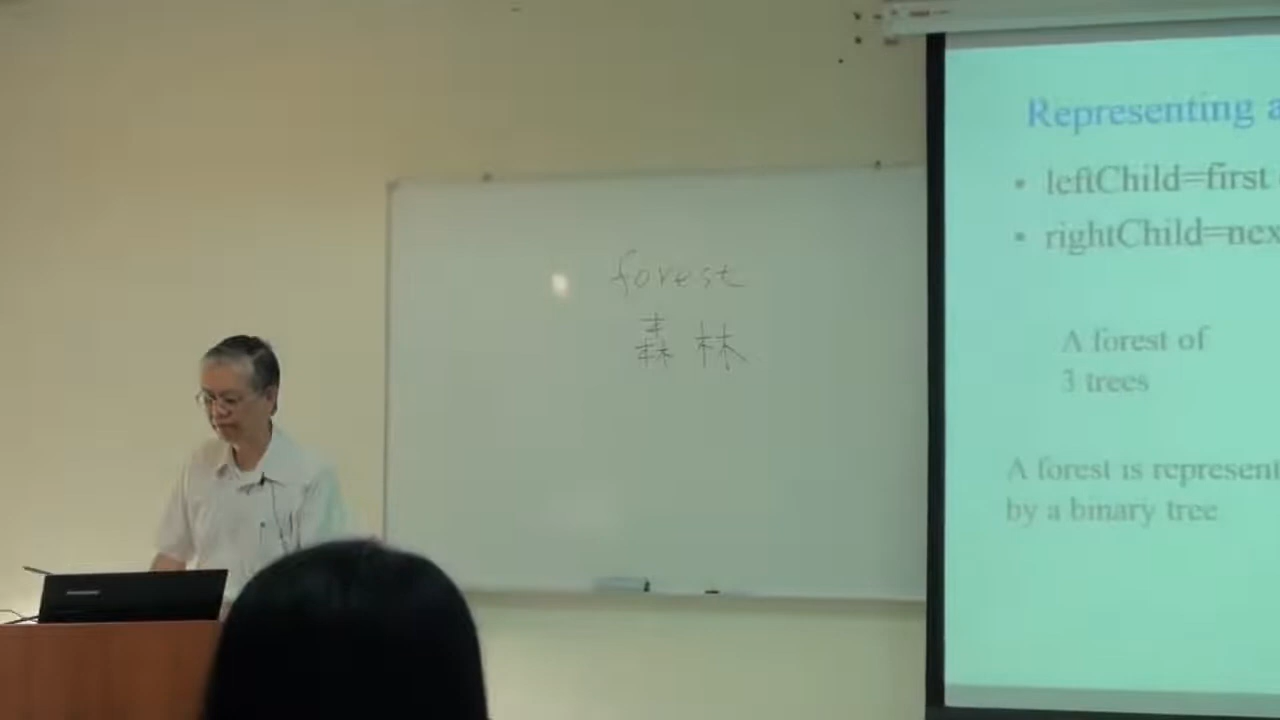 forest
森林
Representing a
• leftChild=first
• rightChild=nex
A forest of
3 trees
A forest is represent
by a binary tree